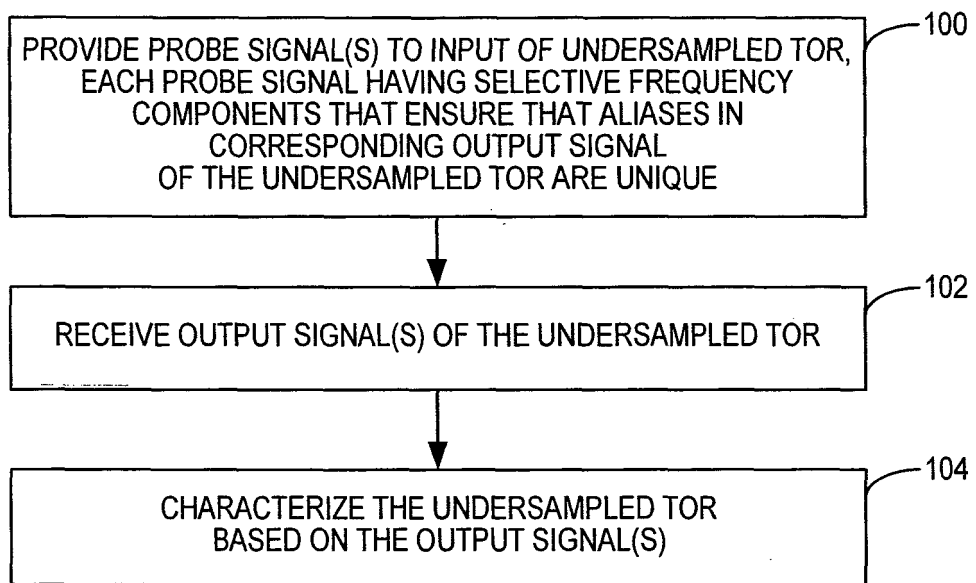 100
PROVIDE PROBE SIGNAL(S) TO INPUT OF UNDERSAMPLED TOR,
EACH PROBE SIGNAL HAVING SELECTIVE FREQUENCY
COMPONENTS THAT ENSURE THAT ALIASES IN
CORRESPONDING OUTPUT SIGNAL
OF THE UNDERSAMPLED TOR ARE UNIQUE
102
RECEIVE OUTPUT SIGNAL(S) OF THE UNDERSAMPLED TOR
104
CHARACTERIZE THE UNDERSAMPLED TOR
BASED ON THE OUTPUT SIGNAL(S)